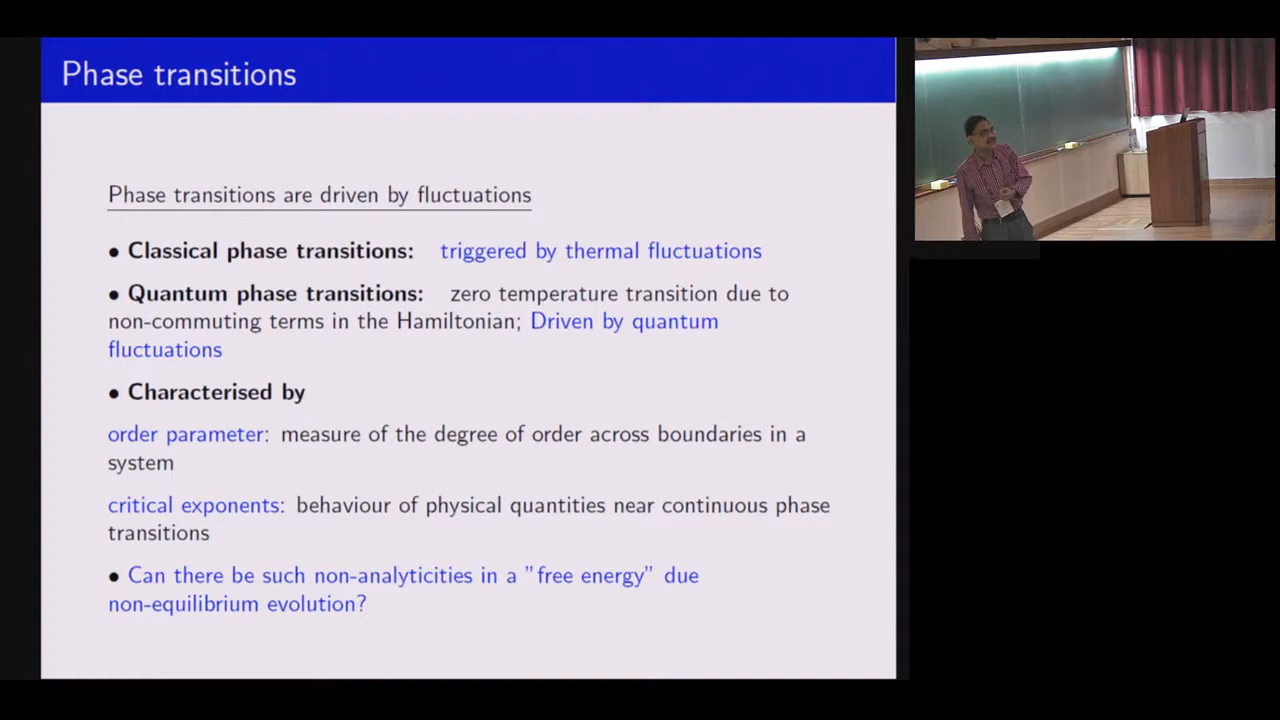 Phase transitions
Phase transitions are driven by fluctuations
• Classical phase transitions: triggered by thermal fluctuations
• Quantum phase transitions: zero temperature transition due to
non-commuting terms in the Hamiltonian; Driven by quantum
fluctuations
• Characterised by
order parameter: measure of the degree of order across boundaries in a
system
critical exponents: behaviour of physical quantities near continuous phase
transitions
• Can there be such non-analyticities in a "free energy" due
non-equilibrium evolution?